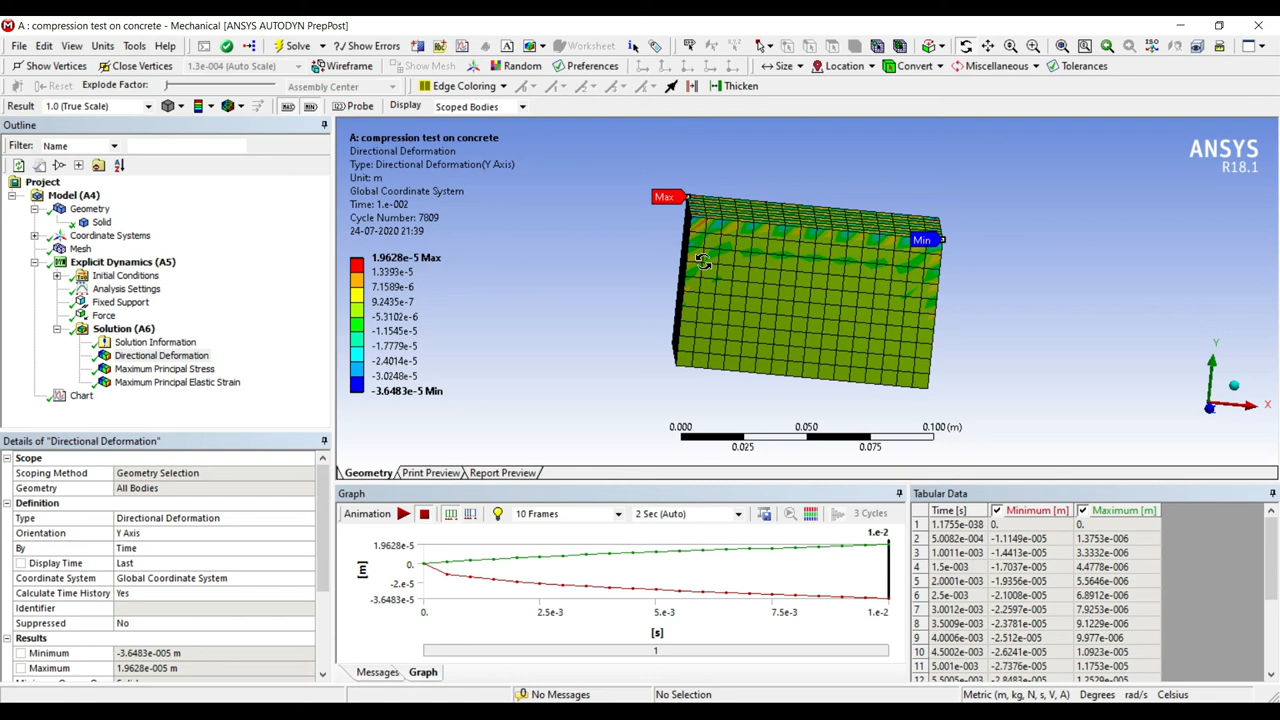 A : compression test on concrete - Mechanical [ANSYS AUTODYN PrepPost]
File Edit View Units Tools Help Solve Show Errors Worksheet
Show Vertices Close Vertices 1.3e-004 (Auto Scale) Wireframe Show Mesh Random Preferences Size Location Convert Miscellaneous Tolerances
Reset Explode Factor: Assembly Center Edge Coloring Thicken
Result 1.0 (True Scale) Probe Display Scoped Bodies
Outline
Filter: Name
Project
Model (A4)
Geometry
Solid
Coordinate Systems
Mesh
Explicit Dynamics (A5)
Initial Conditions
Analysis Settings
Fixed Support
Force
Solution (A6)
Solution Information
Directional Deformation
Maximum Principal Stress
Maximum Principal Elastic Strain
Chart
Details of "Directional Deformation"
Scope
Scoping Method Geometry Selection
Geometry All Bodies
Definition
Type Directional Deformation
Orientation Y Axis
By Time
Display Time Last
Coordinate System Global Coordinate System
Calculate Time History Yes
Identifier
Suppressed No
Results
Minimum -3.6483e-005 m
Maximum 1.9628e-005 m
A: compression test on concrete
Directional Deformation
Type: Directional Deformation(Y Axis)
Unit: m
Global Coordinate System
Time: 1.e-002
Cycle Number: 7809
24-07-2020 21:39
1.9628e-5 Max
1.3393e-5
7.1589e-6
9.2435e-7
-5.3102e-6
-1.1545e-5
-1.7779e-5
-2.4014e-5
-3.0248e-5
-3.6483e-5 Min
Max
Min
ANSYS
R18.1
Y
X
0.000 0.050 0.100 (m)
0.025 0.075
Geometry Print Preview Report Preview
Graph
Animation 10 Frames 2 Sec (Auto) 3 Cycles
1.e-2
1.9628e-5
0.
-2.e-5
-3.6483e-5
[m]
0. 2.5e-3 5.e-3 7.5e-3 1.e-2
[s]
1
Messages Graph
Tabular Data
Time [s] Minimum [m] Maximum [m]
1 1.1755e-038 0. 0.
2 5.0082e-004 -1.1149e-005 1.3753e-006
3 1.0011e-003 -1.4413e-005 3.3332e-006
4 1.5e-003 -1.7037e-005 4.4778e-006
5 2.0001e-003 -1.9356e-005 5.5646e-006
6 2.5e-003 -2.1008e-005 6.8912e-006
7 3.0012e-003 -2.2597e-005 7.9253e-006
8 3.5009e-003 -2.3781e-005 9.1229e-006
9 4.0006e-003 -2.512e-005 9.977e-006
10 4.5002e-003 -2.6241e-005 1.0923e-005
11 5.001e-003 -2.7376e-005 1.1753e-005
12 5.5005e-003 -2.8483e-005 1.2529e-005
No Messages No Selection Metric (m, kg, N, s, V, A) Degrees rad/s Celsius